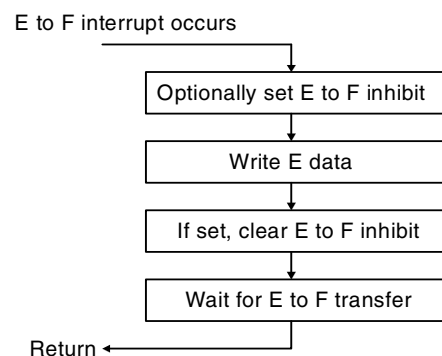 E to F interrupt occurs
Optionally set E to F inhibit
Write E data
If set, clear E to F inhibit
Wait for E to F transfer
Return